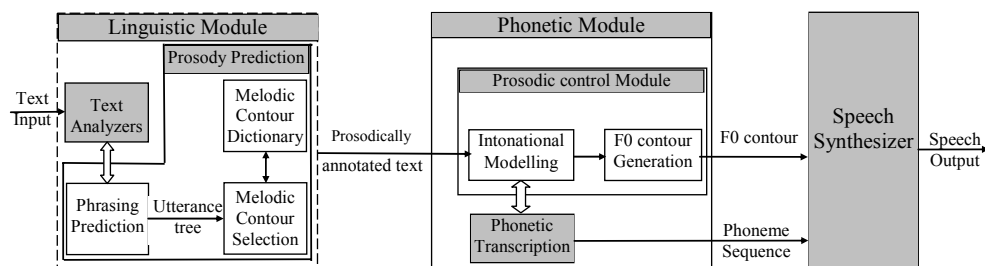 Linguistic Module
Prosody Prediction
Text
Input
Text
Analyzers
Melodic
Contour
Dictionary
Phrasing
Prediction
Utterance
tree
Melodic
Contour
Selection
Prosodically
annotated text
Phonetic Module
Prosodic control Module
Intonational
Modelling
F0 contour
Generation
Phonetic
Transcription
F0 contour
Phoneme
Sequence
Speech
Synthesizer
Speech
Output